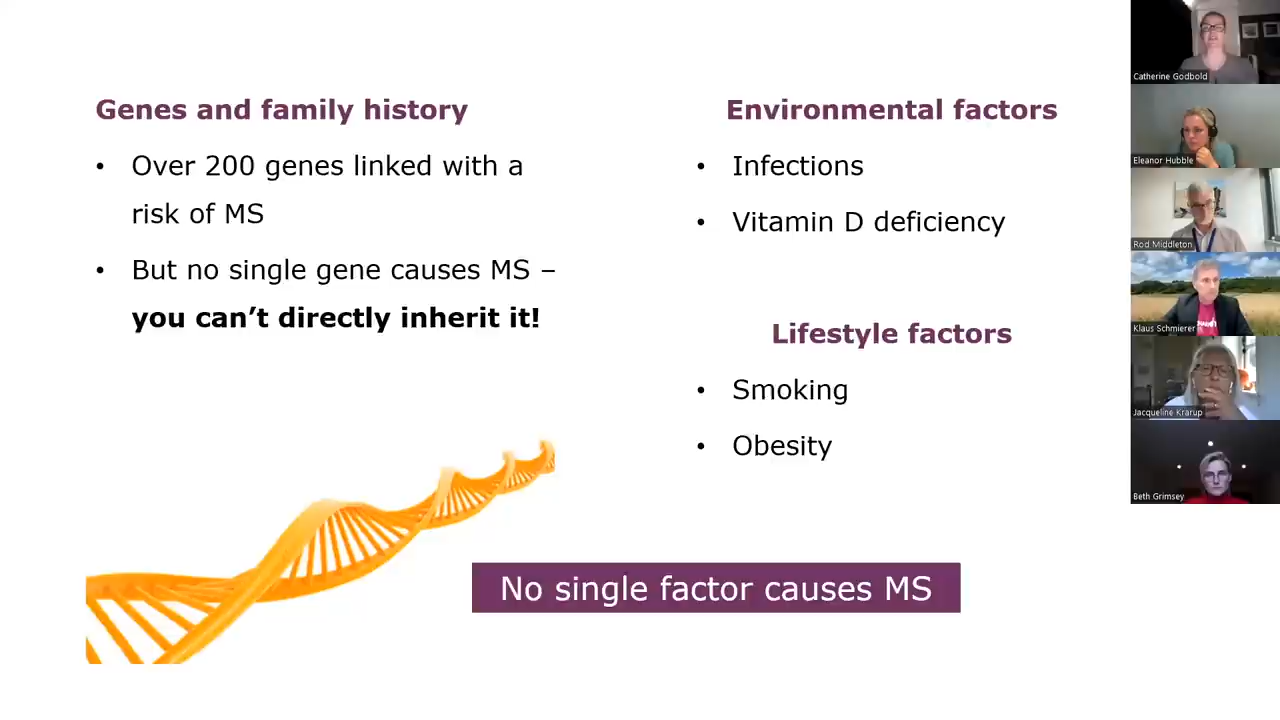 Genes and family history
• Over 200 genes linked with a
risk of MS
• But no single gene causes MS –
you can’t directly inherit it!
Environmental factors
• Infections
• Vitamin D deficiency
Lifestyle factors
• Smoking
• Obesity
No single factor causes MS
Catherine Godbold
Eleanor Hubble
Rod Middleton
Klaus Schmierer
Jacqueline Krarup
Beth Grimsey